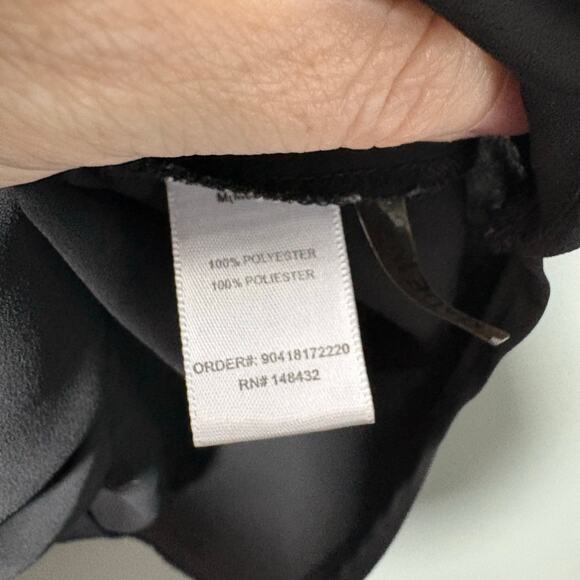 100% POLYESTER
100% POLIESTER
ORDER#: 90418172220
RN# 148432